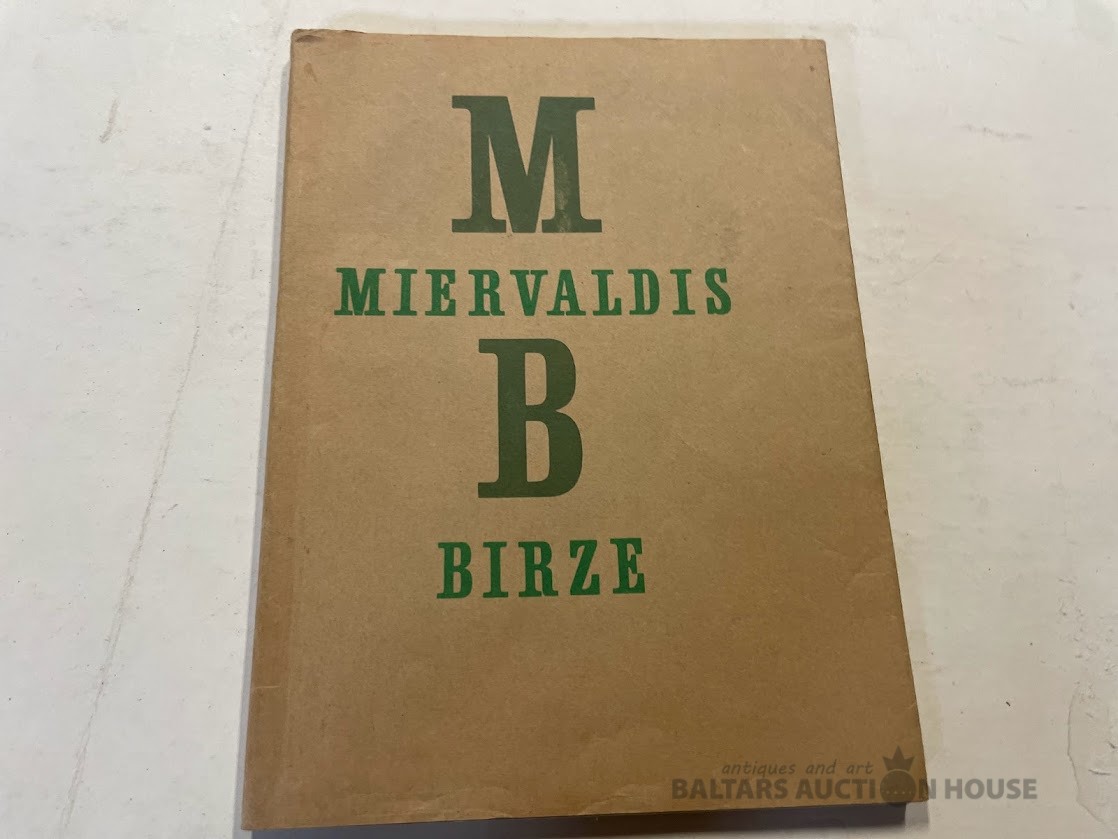 M
MIERVALDIS
B
BIRZE
antiques and art
BALTARS AUCTION HOUSE